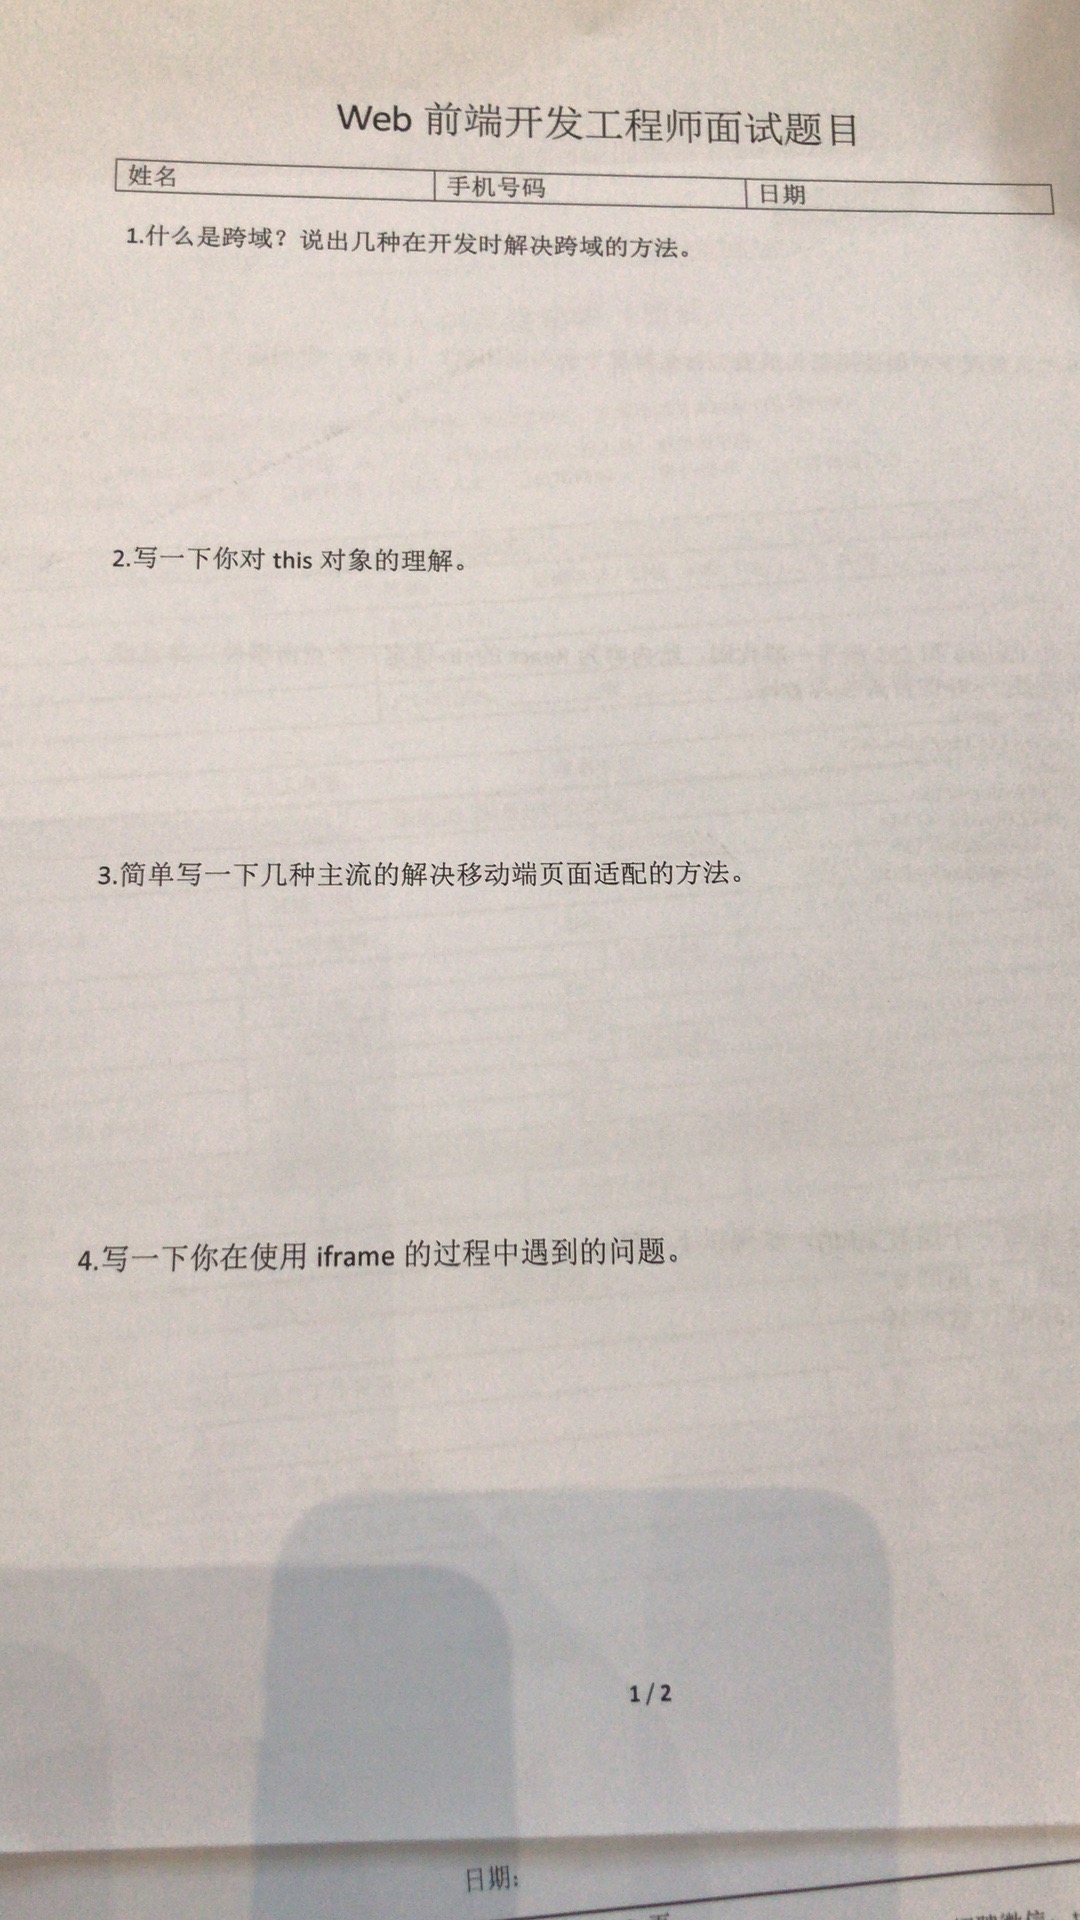 Web 前端开发工程师面试题目
姓名 手机号码 日期
1.什么是跨域？说出几种在开发时解决跨域的方法。
2.写一下你对 this 对象的理解。
3.简单写一下几种主流的解决移动端页面适配的方法。
4.写一下你在使用 iframe 的过程中遇到的问题。
1 / 2
日期: